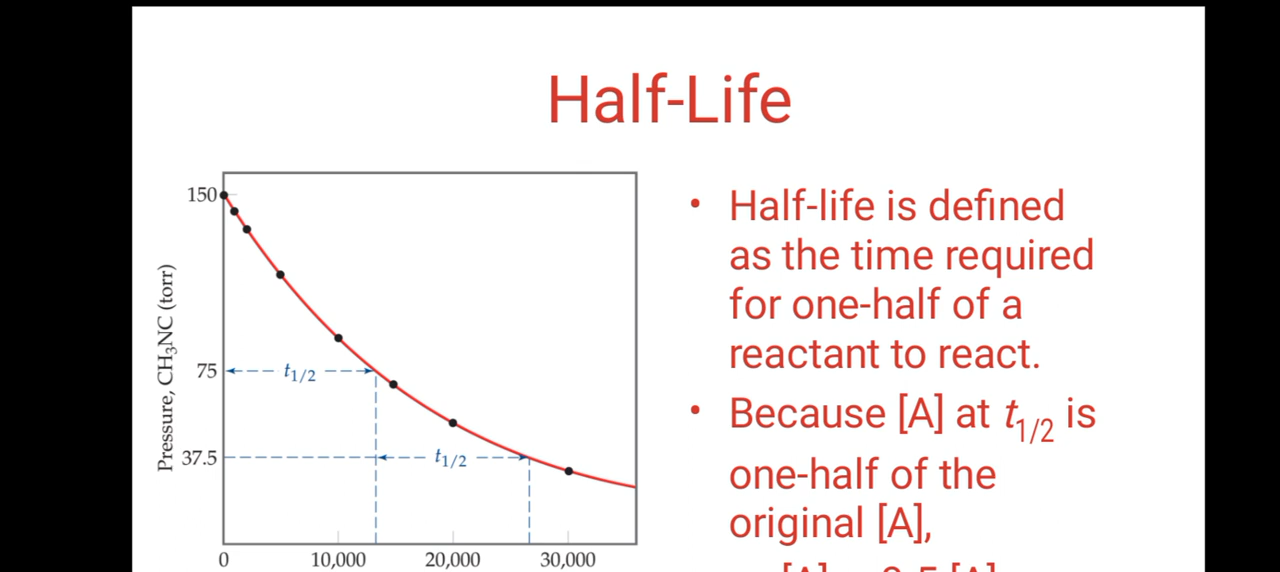 Half-Life
150
75
37.5
Pressure, CH₃NC (torr)
t₁/₂
t₁/₂
0 10,000 20,000 30,000
• Half-life is defined
as the time required
for one-half of a
reactant to react.
• Because [A] at t₁/₂ is
one-half of the
original [A],